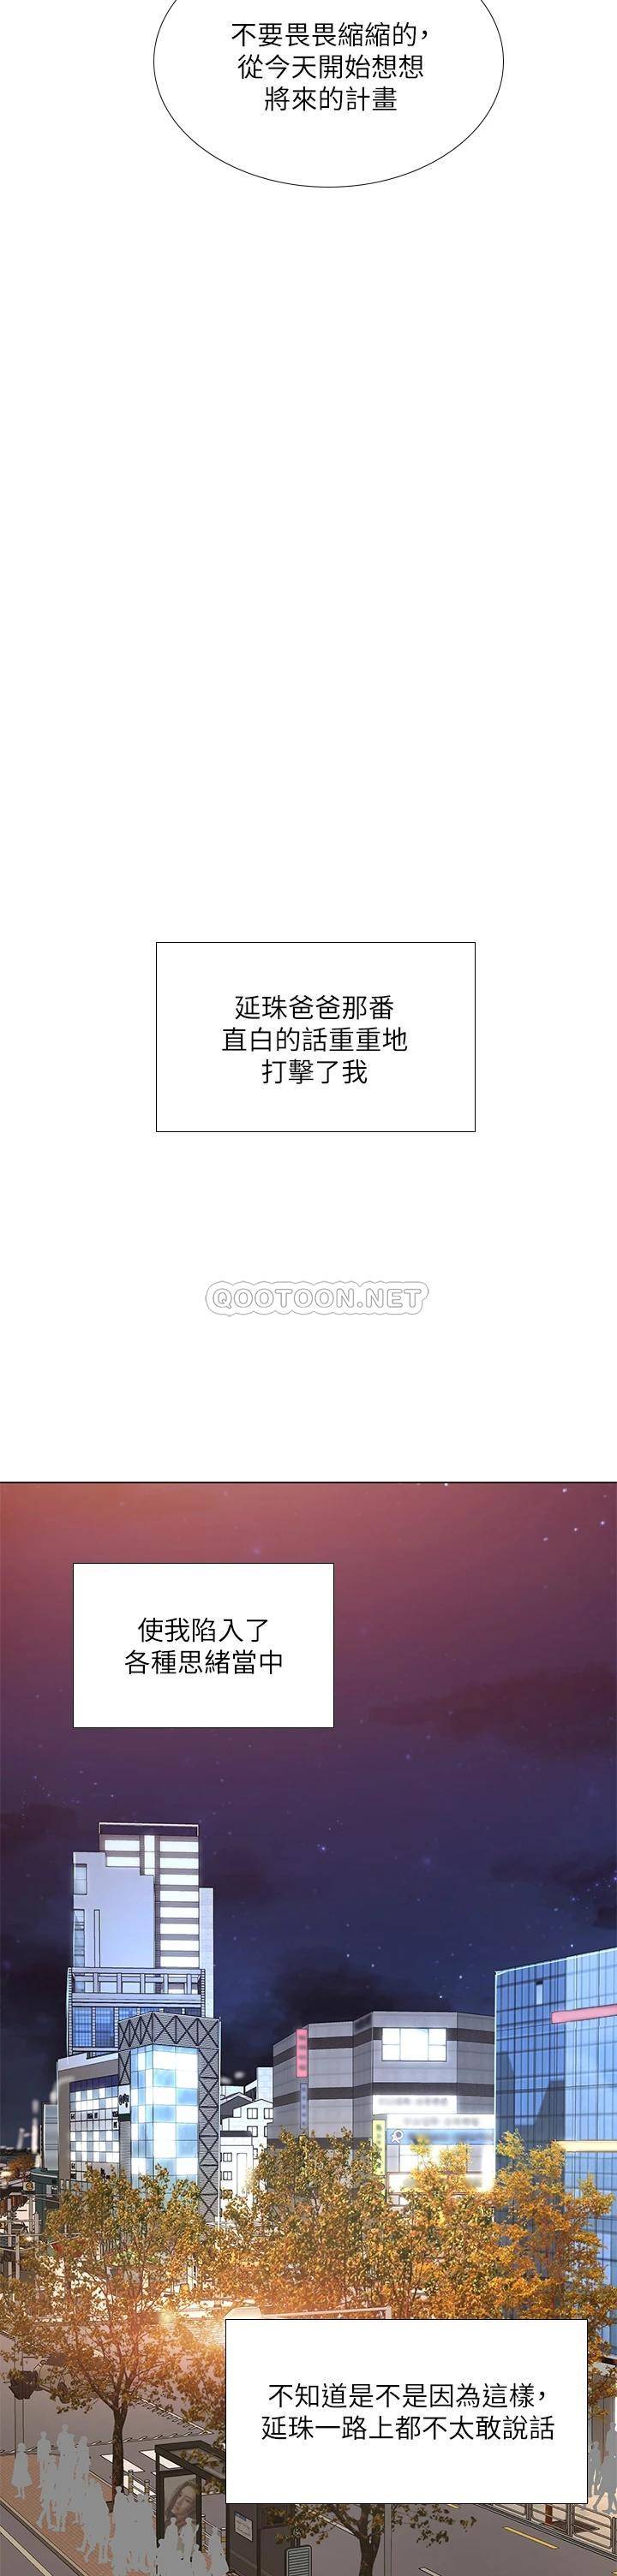 不要畏畏縮縮的，
從今天開始想想
將來的計畫
延珠爸爸那番
直白的話重重地
打擊了我
QOOTOON.NET
使我陷入了
各種思緒當中
不知道是不是因為這樣，
延珠一路上都不太敢說話